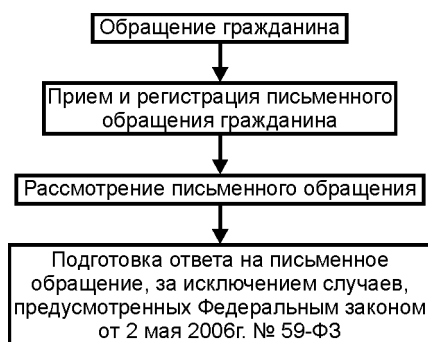 Обращение гражданина
Прием и регистрация письменного
обращения гражданина
Рассмотрение письменного обращения
Подготовка ответа на письменное
обращение, за исключением случаев,
предусмотренных Федеральным законом
от 2 мая 2006г. № 59-ФЗ